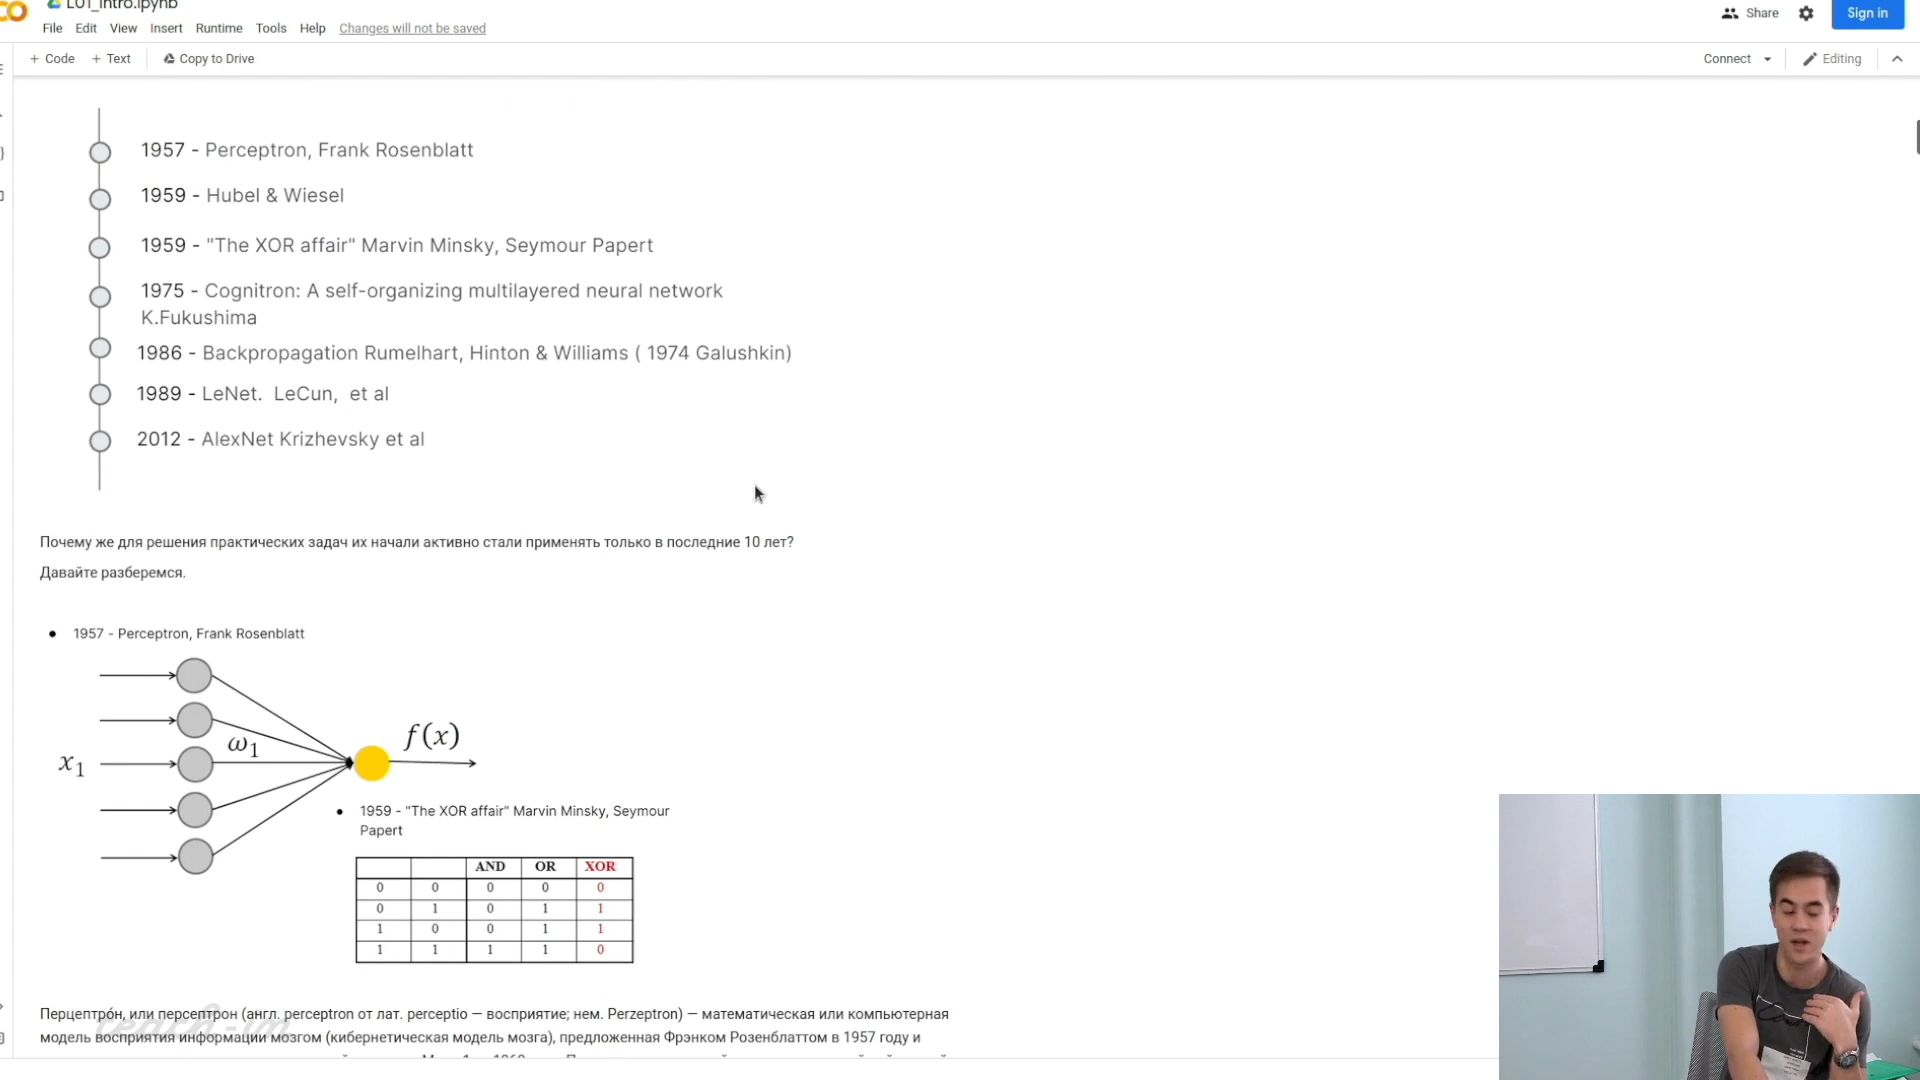 L01_Intro.ipynb
Share
Sign in
File Edit View Insert Runtime Tools Help Changes will not be saved
+ Code + Text Copy to Drive
Connect
Editing
1957 - Perceptron, Frank Rosenblatt
1959 - Hubel & Wiesel
1959 - "The XOR affair" Marvin Minsky, Seymour Papert
1975 - Cognitron: A self-organizing multilayered neural network
K.Fukushima
1986 - Backpropagation Rumelhart, Hinton & Williams ( 1974 Galushkin)
1989 - LeNet. LeCun, et al
2012 - AlexNet Krizhevsky et al
Почему же для решения практических задач их начали активно стали применять только в последние 10 лет?
Давайте разберемся.
1957 - Perceptron, Frank Rosenblatt
f(x)
ω1
x1
1959 - "The XOR affair" Marvin Minsky, Seymour
Papert
AND OR XOR
0 0 0 0 0
0 1 0 1 1
1 0 0 1 1
1 1 1 1 0
Перцептро́н, или персептрон (англ. perceptron от лат. perceptio — восприятие; нем. Perzeptron) — математическая или компьютерная
teach-in
модель восприятия информации мозгом (кибернетическая модель мозга), предложенная Фрэнком Розенблаттом в 1957 году и